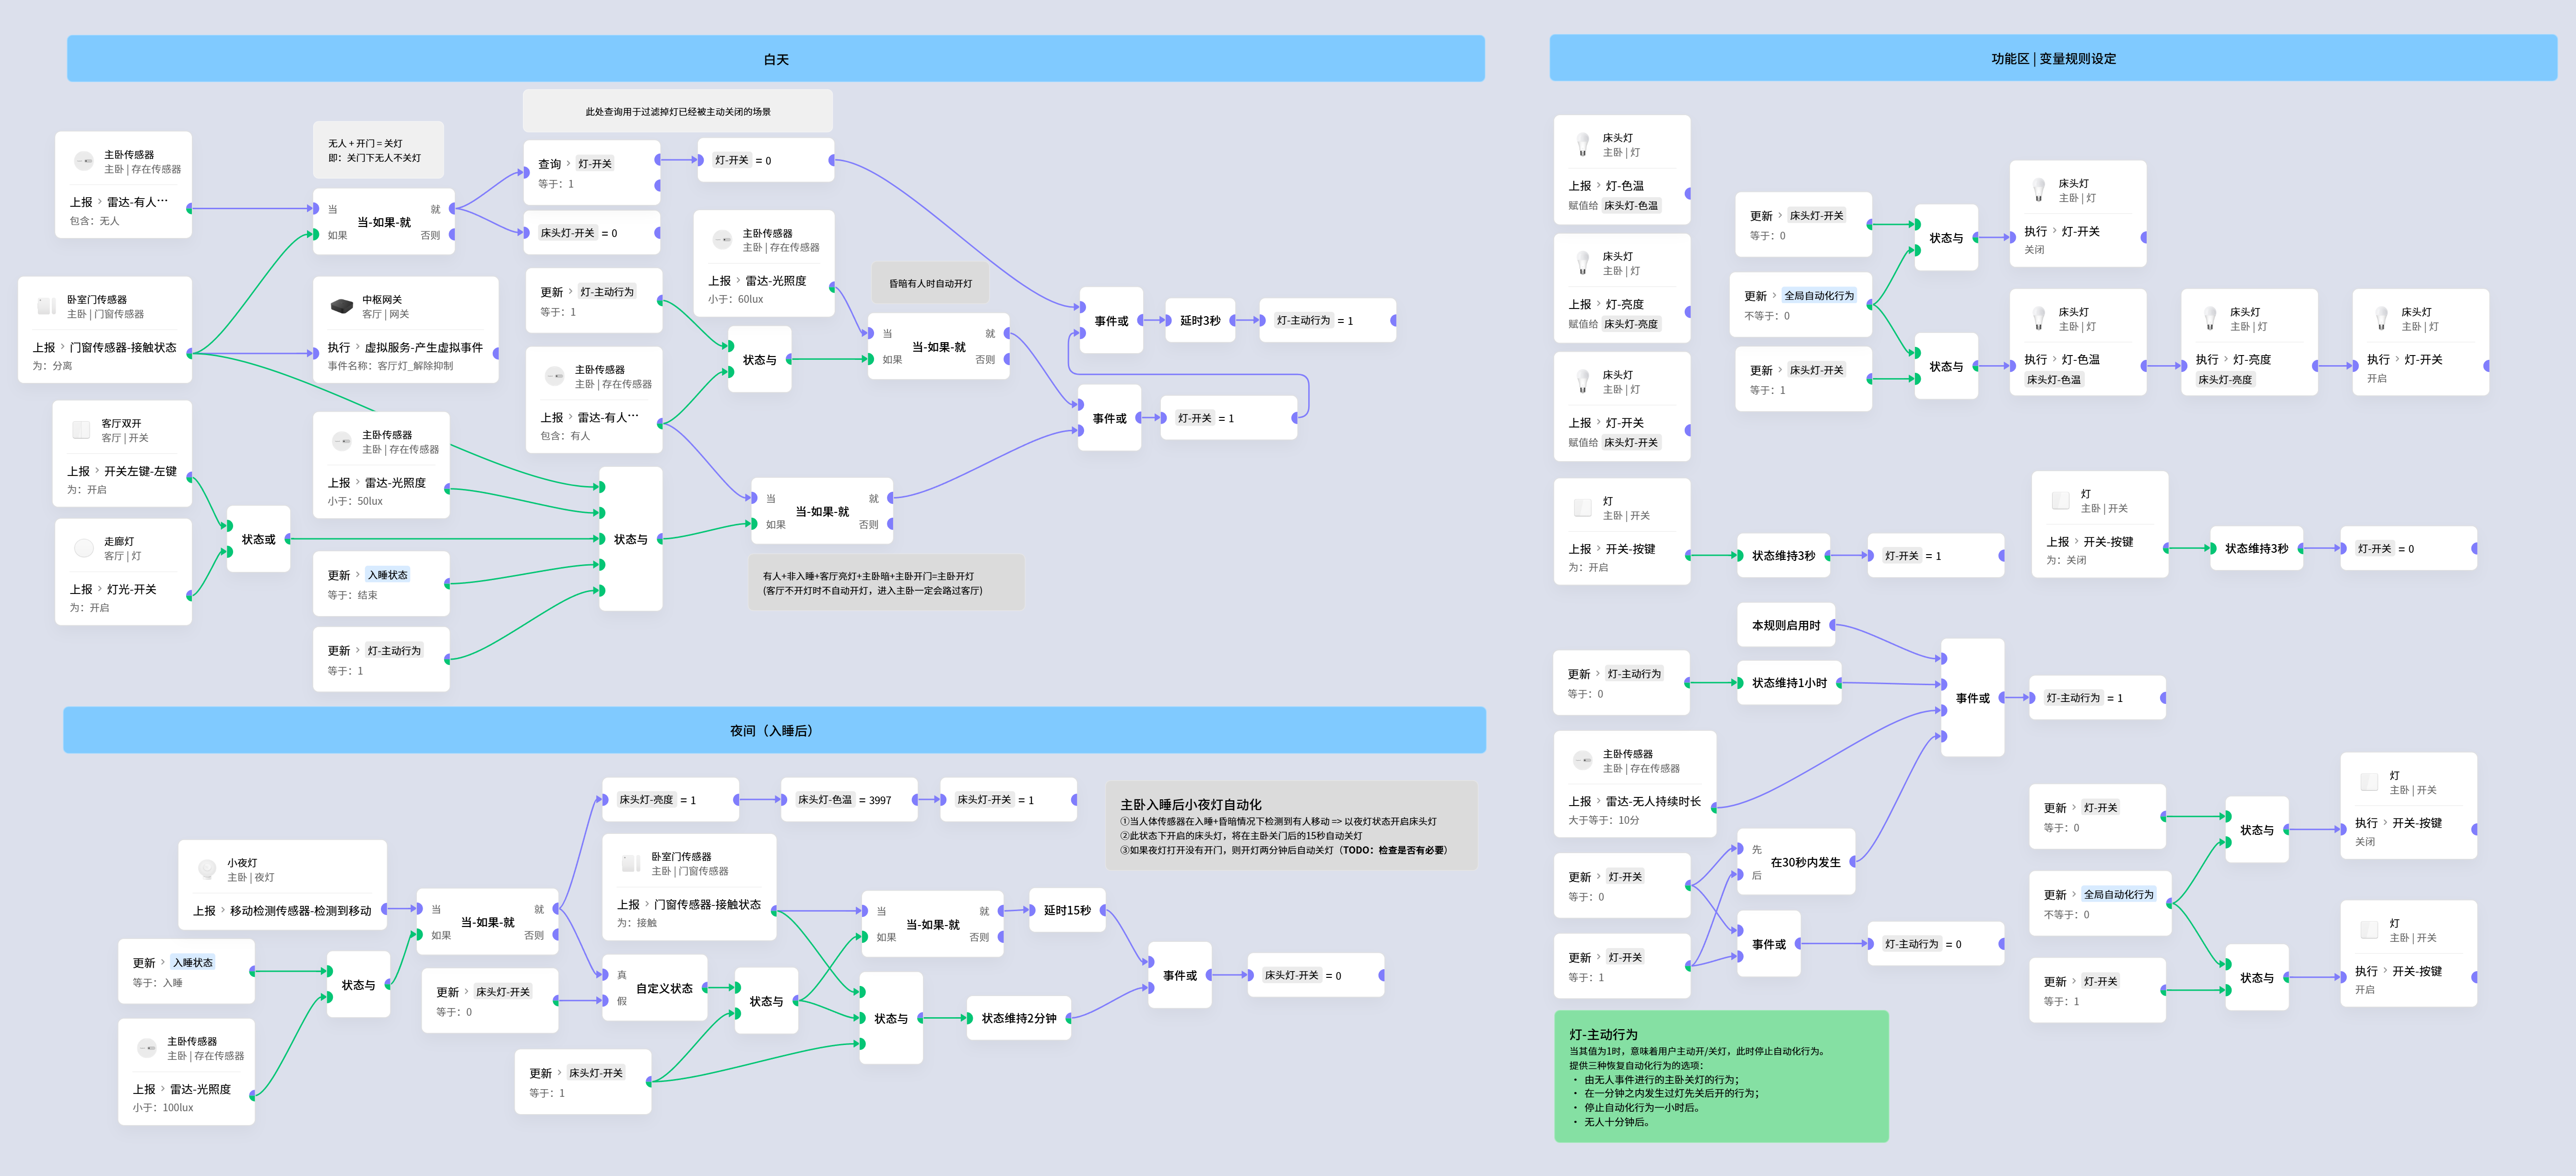 白天
此处查询用于过滤掉灯已经被主动关闭的场景
主卧传感器
主卧 | 存在传感器
上报 › 雷达-有人···
包含：无人
无人 + 开门 = 关灯
即：关门下无人不关灯
当
如果
当-如果-就
就
否则
查询 › 灯-开关
等于：1
灯-开关 = 0
床头灯-开关 = 0
主卧传感器
主卧 | 存在传感器
上报 › 雷达-光照度
小于：60lux
卧室门传感器
主卧 | 门窗传感器
上报 › 门窗传感器-接触状态
为：分离
中枢网关
客厅 | 网关
执行 › 虚拟服务-产生虚拟事件
事件名称：客厅灯_解除抑制
更新 › 灯-主动行为
等于：1
昏暗有人时自动开灯
当
如果
当-如果-就
就
否则
事件或
延时3秒
灯-主动行为 = 1
状态与
主卧传感器
主卧 | 存在传感器
上报 › 雷达-有人···
包含：有人
事件或
灯-开关 = 1
客厅双开
客厅 | 开关
上报 › 开关左键-左键
为：开启
主卧传感器
主卧 | 存在传感器
上报 › 雷达-光照度
小于：50lux
走廊灯
客厅 | 灯
上报 › 灯光-开关
为：开启
状态或
状态与
当
如果
当-如果-就
就
否则
更新 › 入睡状态
等于：结束
更新 › 灯-主动行为
等于：1
有人+非入睡+客厅亮灯+主卧暗+主卧开门=主卧开灯
(客厅不开灯时不自动开灯，进入主卧一定会路过客厅)
夜间（入睡后）
床头灯-亮度 = 1
床头灯-色温 = 3997
床头灯-开关 = 1
主卧入睡后小夜灯自动化
①当人体传感器在入睡+昏暗情况下检测到有人移动 => 以夜灯状态开启床头灯
②此状态下开启的床头灯，将在主卧关门后的15秒自动关灯
③如果夜灯打开没有开门，则开灯两分钟后自动关灯（TODO：检查是否有必要）
小夜灯
主卧 | 夜灯
上报 › 移动检测传感器-检测到移动
当
如果
当-如果-就
就
否则
卧室门传感器
主卧 | 门窗传感器
上报 › 门窗传感器-接触状态
为：接触
当
如果
当-如果-就
就
否则
延时15秒
更新 › 入睡状态
等于：入睡
状态与
更新 › 床头灯-开关
等于：0
真
假
自定义状态
状态与
状态与
状态维持2分钟
事件或
床头灯-开关 = 0
主卧传感器
主卧 | 存在传感器
上报 › 雷达-光照度
小于：100lux
更新 › 床头灯-开关
等于：1
功能区 | 变量规则设定
床头灯
主卧 | 灯
上报 › 灯-色温
赋值给 床头灯-色温
床头灯
主卧 | 灯
上报 › 灯-亮度
赋值给 床头灯-亮度
床头灯
主卧 | 灯
上报 › 灯-开关
赋值给 床头灯-开关
更新 › 床头灯-开关
等于：0
更新 › 全局自动化行为
不等于：0
更新 › 床头灯-开关
等于：1
状态与
状态与
床头灯
主卧 | 灯
执行 › 灯-开关
关闭
床头灯
主卧 | 灯
执行 › 灯-色温
床头灯-色温
床头灯
主卧 | 灯
执行 › 灯-亮度
床头灯-亮度
床头灯
主卧 | 灯
执行 › 灯-开关
开启
灯
主卧 | 开关
上报 › 开关-按键
为：开启
状态维持3秒
灯-开关 = 1
灯
主卧 | 开关
上报 › 开关-按键
为：关闭
状态维持3秒
灯-开关 = 0
本规则启用时
更新 › 灯-主动行为
等于：0
状态维持1小时
事件或
灯-主动行为 = 1
主卧传感器
主卧 | 存在传感器
上报 › 雷达-无人持续时长
大于等于：10分
更新 › 灯-开关
等于：0
更新 › 灯-开关
等于：1
先
后
在30秒内发生
事件或
灯-主动行为 = 0
更新 › 灯-开关
等于：0
更新 › 全局自动化行为
不等于：0
更新 › 灯-开关
等于：1
状态与
状态与
灯
主卧 | 开关
执行 › 开关-按键
关闭
灯
主卧 | 开关
执行 › 开关-按键
开启
灯-主动行为
当其值为1时，意味着用户主动开/关灯，此时停止自动化行为。
提供三种恢复自动化行为的选项：
• 由无人事件进行的主卧关灯的行为；
• 在一分钟之内发生过灯先关后开的行为；
• 停止自动化行为一小时后。
• 无人十分钟后。